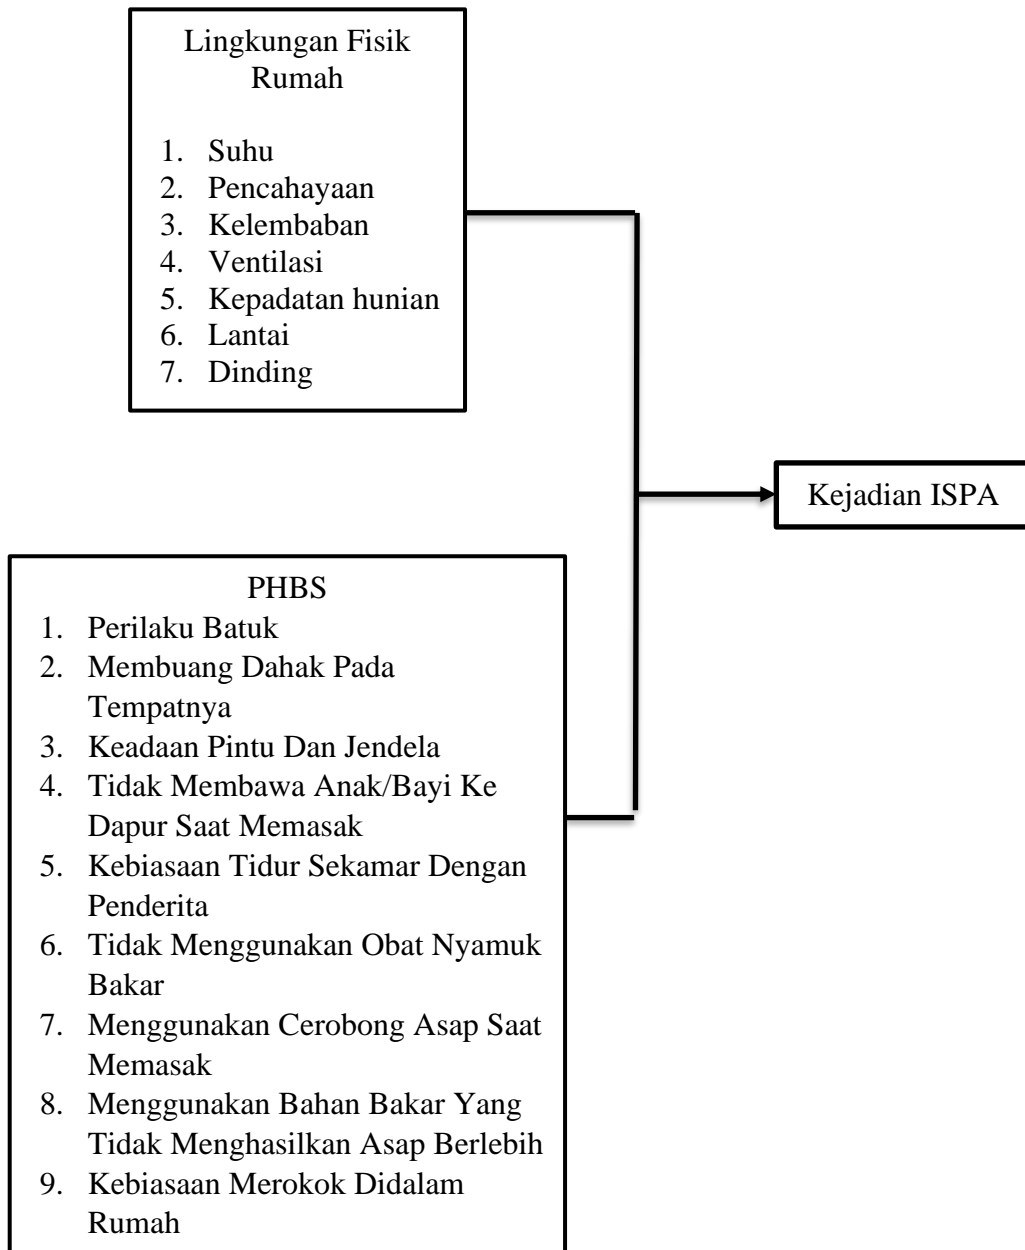 Lingkungan Fisik
Rumah
1. Suhu
2. Pencahayaan
3. Kelembaban
4. Ventilasi
5. Kepadatan hunian
6. Lantai
7. Dinding
Kejadian ISPA
PHBS
1. Perilaku Batuk
2. Membuang Dahak Pada
Tempatnya
3. Keadaan Pintu Dan Jendela
4. Tidak Membawa Anak/Bayi Ke
Dapur Saat Memasak
5. Kebiasaan Tidur Sekamar Dengan
Penderita
6. Tidak Menggunakan Obat Nyamuk
Bakar
7. Menggunakan Cerobong Asap Saat
Memasak
8. Menggunakan Bahan Bakar Yang
Tidak Menghasilkan Asap Berlebih
9. Kebiasaan Merokok Didalam
Rumah